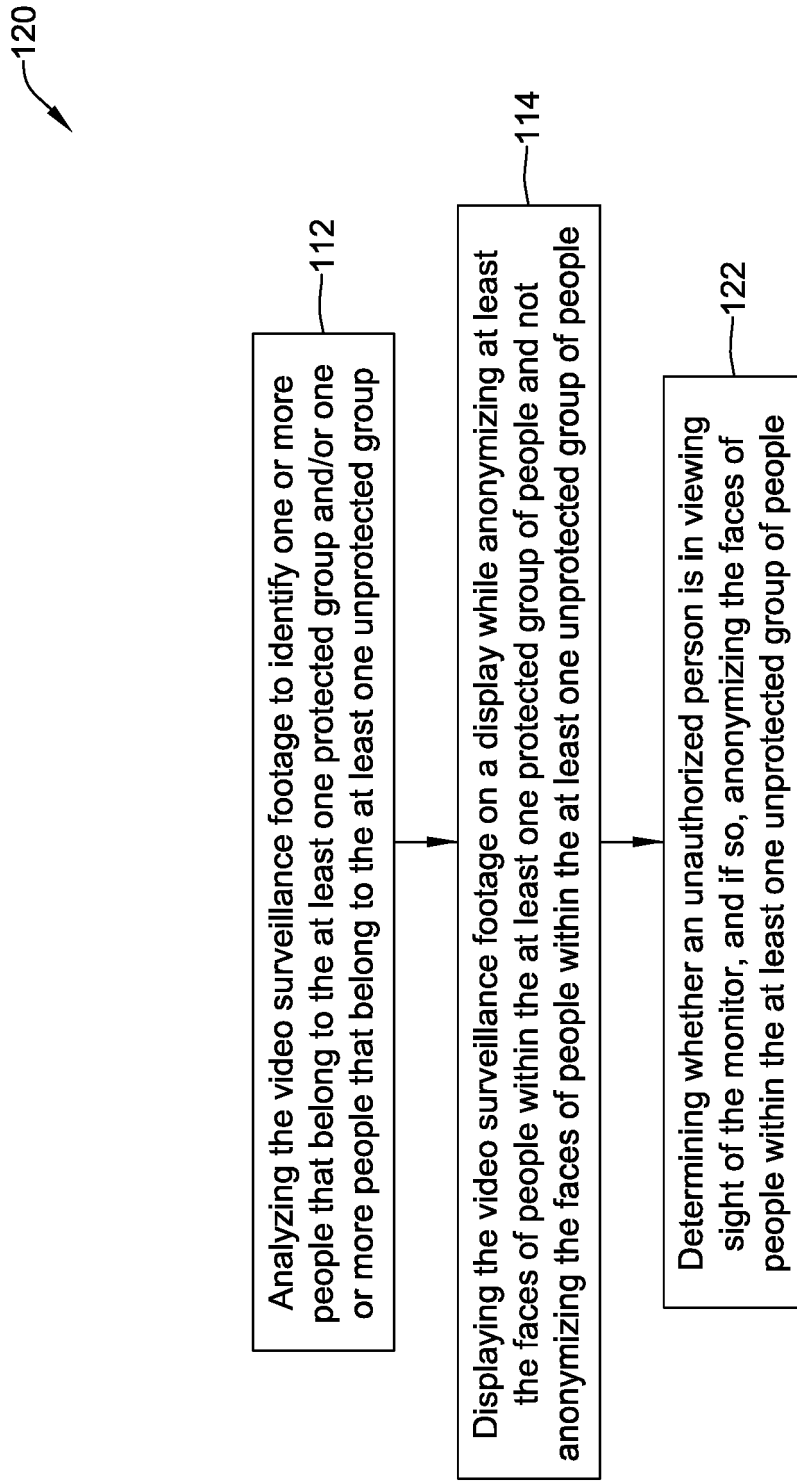 120
112
Analyzing the video surveillance footage to identify one or more
people that belong to the at least one protected group and/or one
or more people that belong to the at least one unprotected group
114
Displaying the video surveillance footage on a display while anonymizing at least
the faces of people within the at least one protected group of people and not
anonymizing the faces of people within the at least one unprotected group of people
122
Determining whether an unauthorized person is in viewing
sight of the monitor, and if so, anonymizing the faces of
people within the at least one unprotected group of people